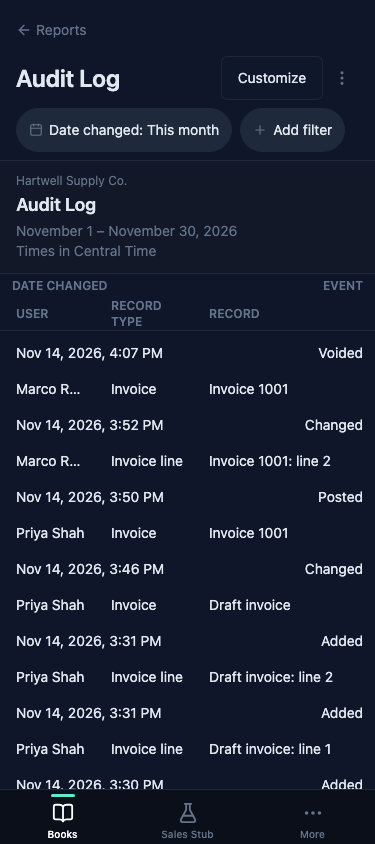 Reports
Audit Log
Customize
Date changed: This month
Add filter
Hartwell Supply Co.
Audit Log
November 1 – November 30, 2026
Times in Central Time
DATE CHANGED EVENT
USER RECORD TYPE RECORD
Nov 14, 2026, 4:07 PM Voided
Marco R... Invoice Invoice 1001
Nov 14, 2026, 3:52 PM Changed
Marco R... Invoice line Invoice 1001: line 2
Nov 14, 2026, 3:50 PM Posted
Priya Shah Invoice Invoice 1001
Nov 14, 2026, 3:46 PM Changed
Priya Shah Invoice Draft invoice
Nov 14, 2026, 3:31 PM Added
Priya Shah Invoice line Draft invoice: line 2
Nov 14, 2026, 3:31 PM Added
Priya Shah Invoice line Draft invoice: line 1
Nov 14, 2026, 3:30 PM Added
Books Sales Stub More